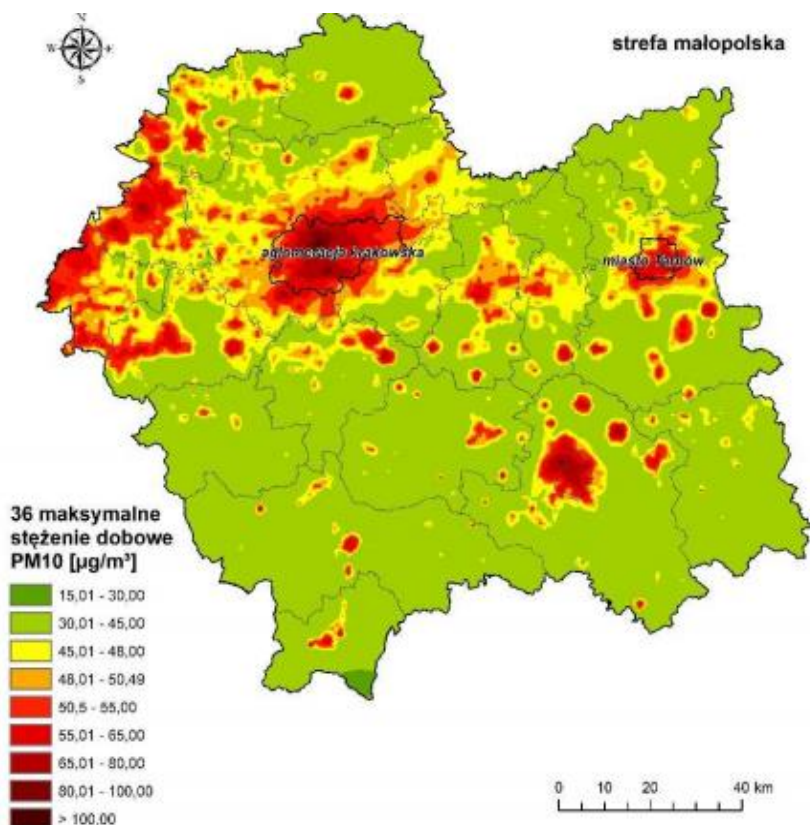 N
W
E
S
strefa małopolska
aglomeracja krakowska
miasto Tarnów
36 maksymalne
stężenie dobowe
PM10 [µg/m³]
15,01 - 30,00
30,01 - 45,00
45,01 - 48,00
48,01 - 50,49
50,5 - 55,00
55,01 - 65,00
65,01 - 80,00
80,01 - 100,00
> 100,00
0 10 20 40 km